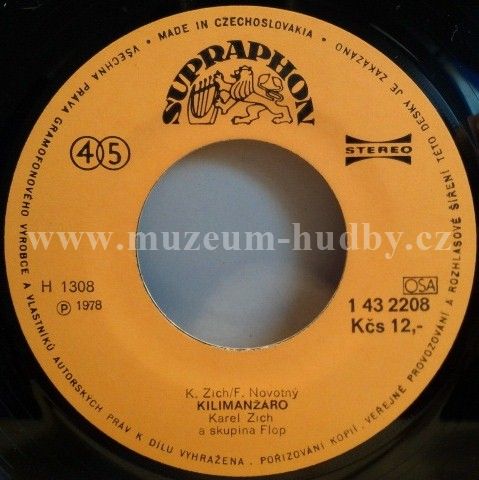 • VŠECHNA PRÁVA GRAMOFONOVÉHO VÝROBCE A VLASTNÍKŮ AUTORSKÝCH PRÁV K DÍLU VYHRAŽENA. POŘIZOVÁNÍ KOPIÍ, VEŘEJNÉ PROVOZOVÁNÍ A ROZHLASOVÉ ŠÍŘENÍ TÉTO DESKY JE ZAKÁZÁNO
• MADE IN CZECHOSLOVAKIA •
SUPRAPHON
45
STEREO
www.muzeum-hudby.cz
H 1308
Ⓟ 1978
OSA
1 43 2208
Kčs 12,-
K. Zich/F. Novotný
KILIMANŽÁRO
Karel Zich
a skupina Flop